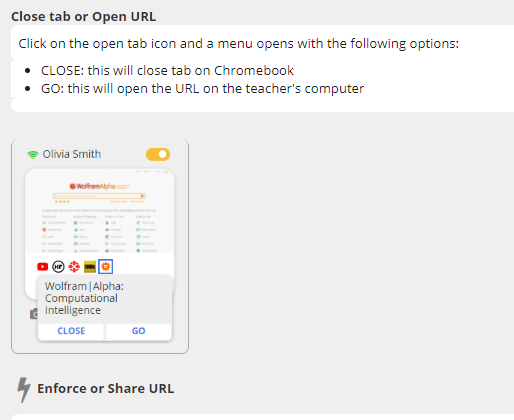 Close tab or Open URL
Click on the open tab icon and a menu opens with the following options:
• CLOSE: this will close tab on Chromebook
• GO: this will open the URL on the teacher's computer
Olivia Smith
WolframAlpha
HF
Wolfram|Alpha:
Computational
Intelligence
CLOSE GO
Enforce or Share URL